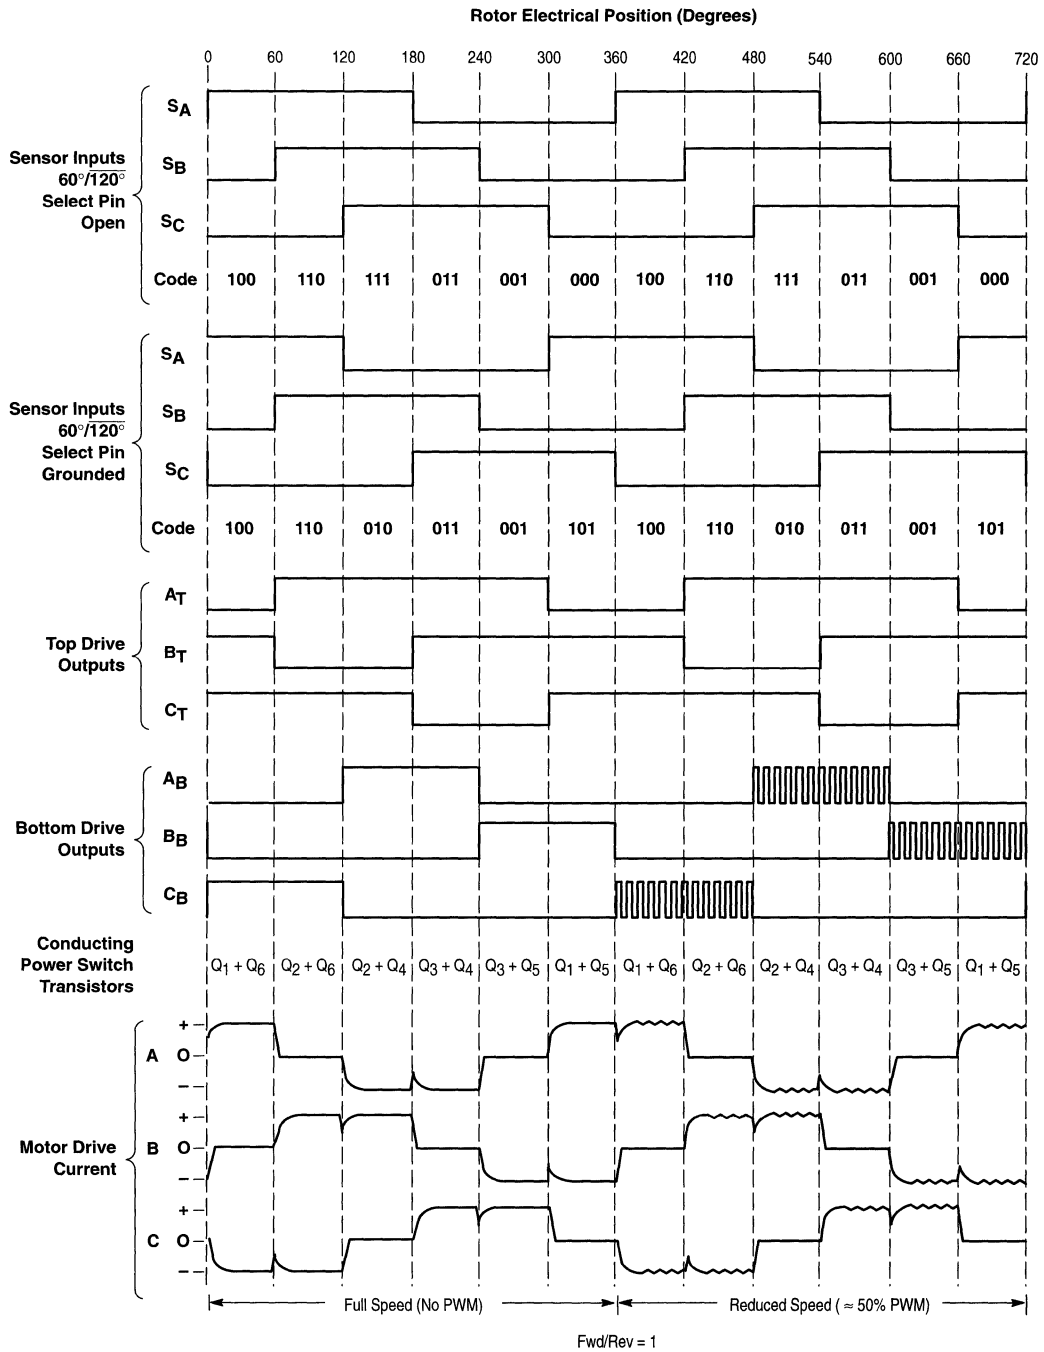 Rotor Electrical Position (Degrees)
0 60 120 180 240 300 360 420 480 540 600 660 720
SA
Sensor Inputs
60°/120°
Select Pin
Open
SB
SC
Code 100 110 111 011 001 000 100 110 111 011 001 000
SA
Sensor Inputs
60°/120°
Select Pin
Grounded
SB
SC
Code 100 110 010 011 001 101 100 110 010 011 001 101
AT
Top Drive
Outputs
BT
CT
AB
Bottom Drive
Outputs
BB
CB
Conducting
Power Switch
Transistors
Q1 + Q6 Q2 + Q6 Q2 + Q4 Q3 + Q4 Q3 + Q5 Q1 + Q5 Q1 + Q6 Q2 + Q6 Q2 + Q4 Q3 + Q4 Q3 + Q5 Q1 + Q5
+
A O
−
+
Motor Drive
Current
B O
−
+
C O
−
Full Speed (No PWM) Reduced Speed ( ≈ 50% PWM)
Fwd/Rev = 1